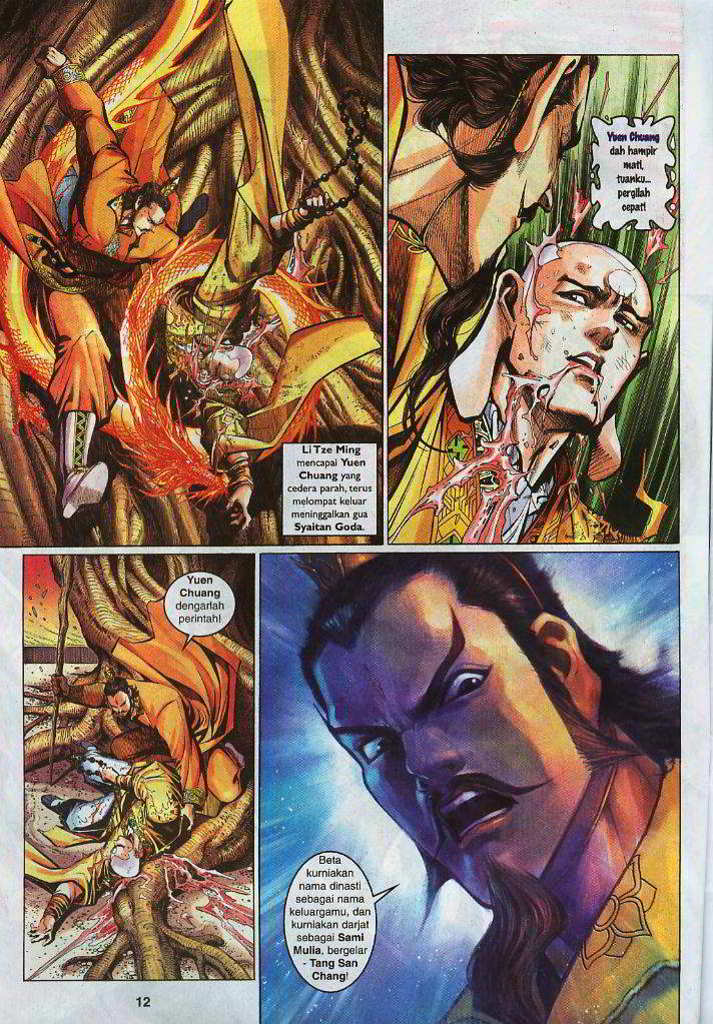 Li Tze Ming
mencapai Yuen
Chuang yang
cedera parah, terus
melompat keluar
meninggalkan gua
Syaitan Goda.
Yuen Chuang
dah hampir
mati,
tuanku...
pergilah
cepat!
Yuen
Chuang
dengarlah
perintah!
Beta
kurniakan
nama dinasti
sebagai nama
keluargamu, dan
kurniakan darjat
sebagai Sami
Mulia, bergelar
- Tang San
Chang!
12